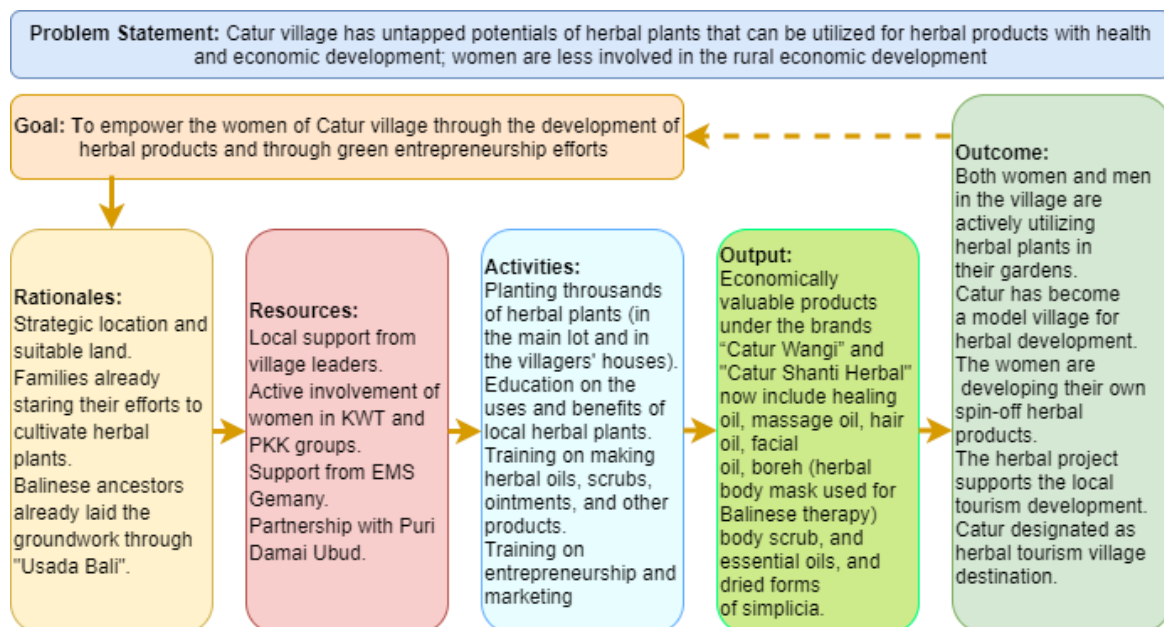 Problem Statement: Catur village has untapped potentials of herbal plants that can be utilized for herbal products with health
and economic development; women are less involved in the rural economic development
Goal: To empower the women of Catur village through the development of
herbal products and through green entrepreneurship efforts
Rationales:
Strategic location and
suitable land.
Families already
staring their efforts to
cultivate herbal
plants.
Balinese ancestors
already laid the
groundwork through
"Usada Bali".
Resources:
Local support from
village leaders.
Active involvement of
women in KWT and
PKK groups.
Support from EMS
Gemany.
Partnership with Puri
Damai Ubud.
Activities:
Planting thousands
of herbal plants (in
the main lot and in
the villagers' houses).
Education on the
uses and benefits of
local herbal plants.
Training on making
herbal oils, scrubs,
ointments, and other
products.
Training on
entrepreneurship and
marketing
Output:
Economically
valuable products
under the brands
“Catur Wangi” and
"Catur Shanti Herbal"
now include healing
oil, massage oil, hair
oil, facial
oil, boreh (herbal
body mask used for
Balinese therapy)
body scrub, and
essential oils, and
dried forms
of simplicia.
Outcome:
Both women and men
in the village are
actively utilizing
herbal plants in
their gardens.
Catur has become
a model village for
herbal development.
The women are
developing their own
spin-off herbal
products.
The herbal project
supports the local
tourism development.
Catur designated as
herbal tourism village
destination.